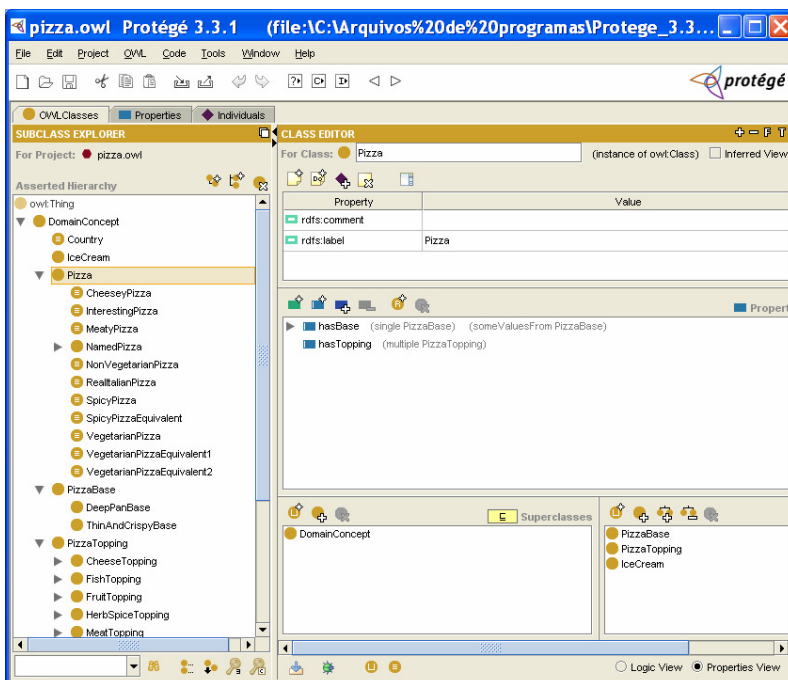 pizza.owl Protégé 3.3.1 (file:\C:\Arquivos%20de%20programas\Protege_3.3...
File Edit Project OWL Code Tools Window Help
protégé
OWLClasses Properties Individuals
SUBCLASS EXPLORER
For Project: pizza.owl
Asserted Hierarchy
owl:Thing
DomainConcept
Country
IceCream
Pizza
CheeseyPizza
InterestingPizza
MeatyPizza
NamedPizza
NonVegetarianPizza
RealItalianPizza
SpicyPizza
SpicyPizzaEquivalent
VegetarianPizza
VegetarianPizzaEquivalent1
VegetarianPizzaEquivalent2
PizzaBase
DeepPanBase
ThinAndCrispyBase
PizzaTopping
CheeseTopping
FishTopping
FruitTopping
HerbSpiceTopping
MeatTopping
CLASS EDITOR
For Class: Pizza (instance of owl:Class) Inferred View
Property Value
rdfs:comment
rdfs:label Pizza
Propert
hasBase (single PizzaBase) (someValuesFrom PizzaBase)
hasTopping (multiple PizzaTopping)
Superclasses
DomainConcept
PizzaBase
PizzaTopping
IceCream
Logic View Properties View